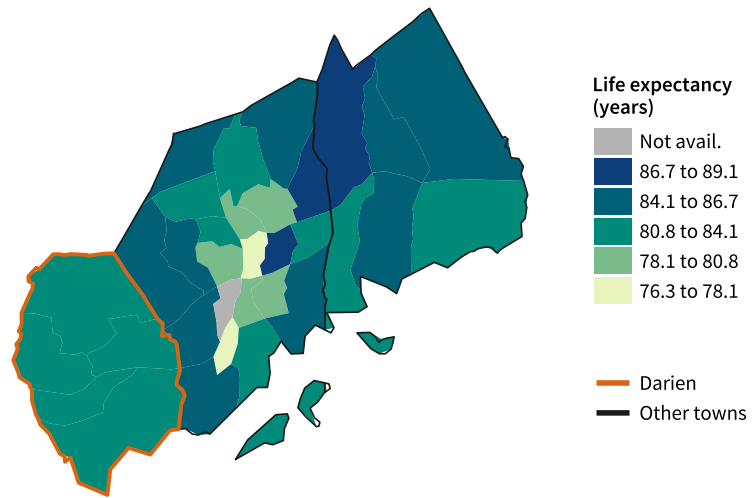 Life expectancy
(years)
Not avail.
86.7 to 89.1
84.1 to 86.7
80.8 to 84.1
78.1 to 80.8
76.3 to 78.1
Darien
Other towns